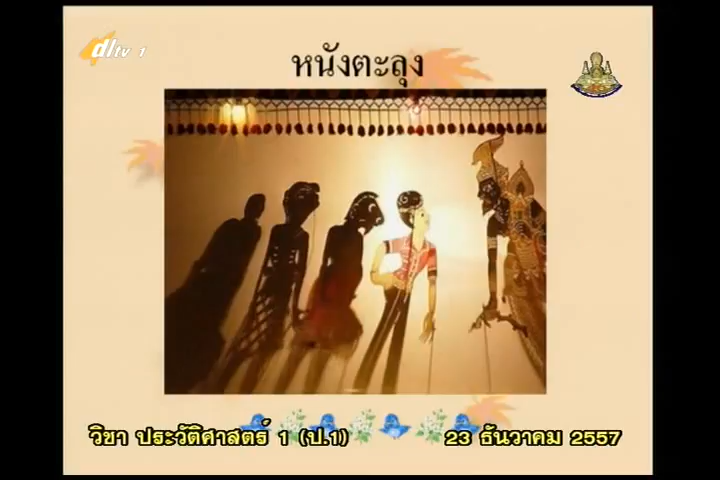 dltv 1
หนังตะลุง
วิชา ประวัติศาสตร์ 1 (ป.1)
23 ธันวาคม 2557